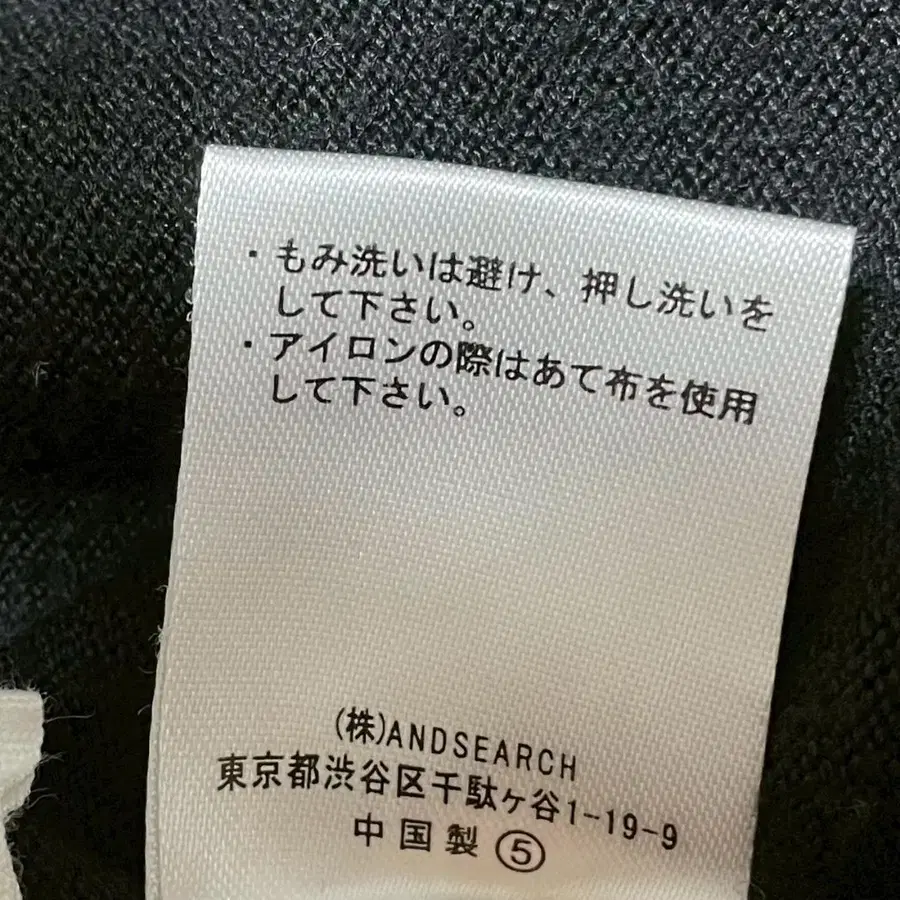 ・もみ洗いは避け、押し洗いを
して下さい。
・アイロンの際はあて布を使用
して下さい。
(株)ANDSEARCH
東京都渋谷区千駄ヶ谷1-19-9
中国製 ⑤